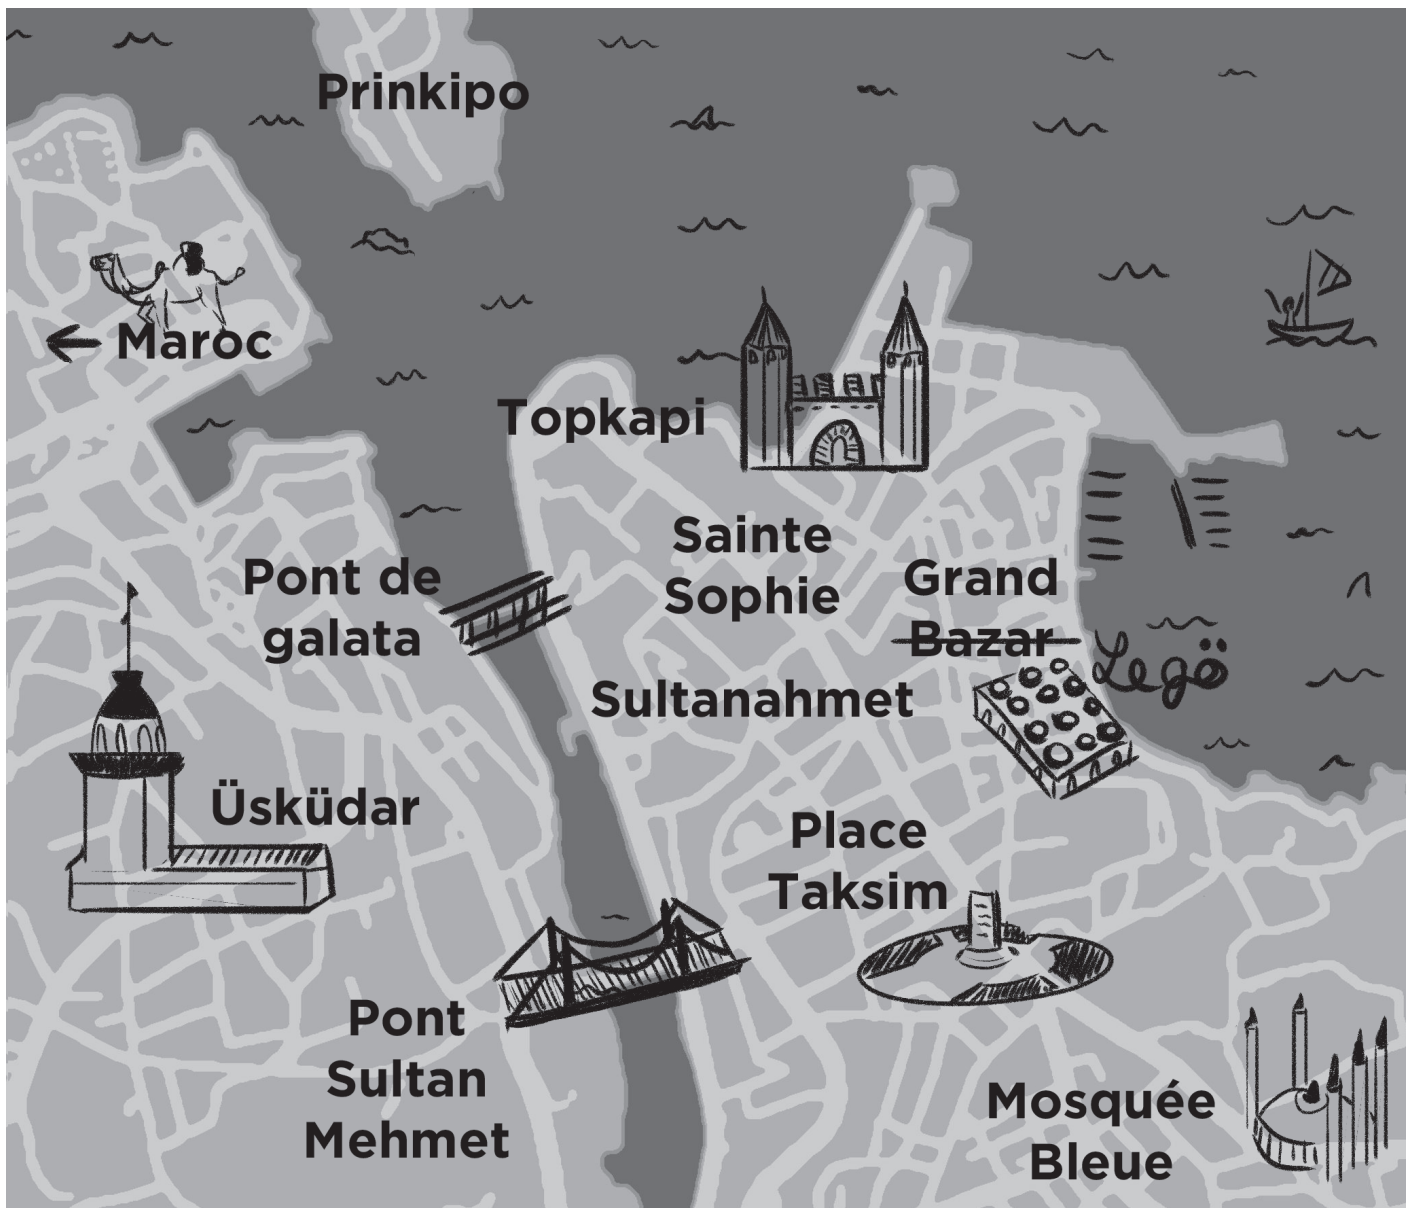 Prinkipo
Maroc
Topkapi
Sainte
Sophie
Pont de
galata
Grand
Bazar
Legö
Sultanahmet
Üsküdar
Place
Taksim
Pont
Sultan
Mehmet
Mosquée
Bleue